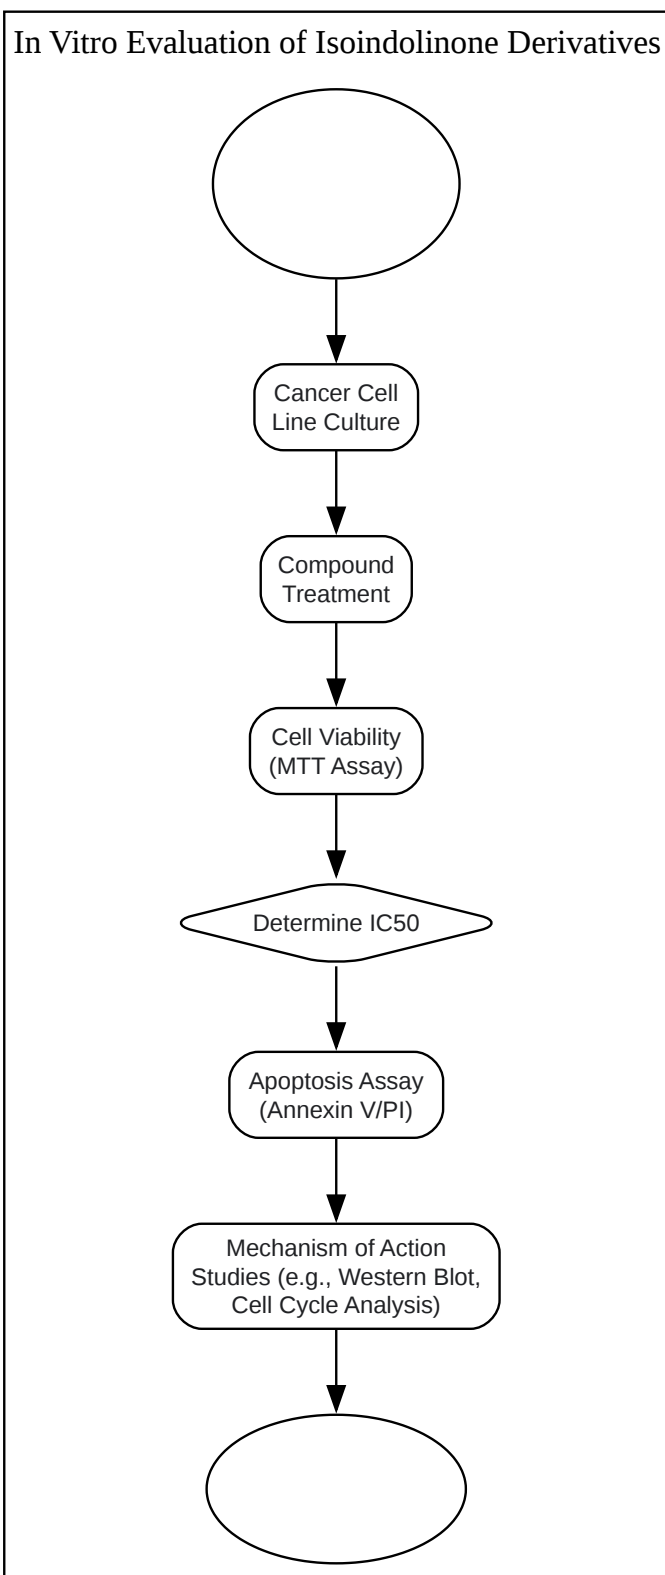 In Vitro Evaluation of Isoindolinone Derivatives
Cancer Cell
Line Culture
Compound
Treatment
Cell Viability
(MTT Assay)
Determine IC50
Apoptosis Assay
(Annexin V/PI)
Mechanism of Action
Studies (e.g., Western Blot,
Cell Cycle Analysis)